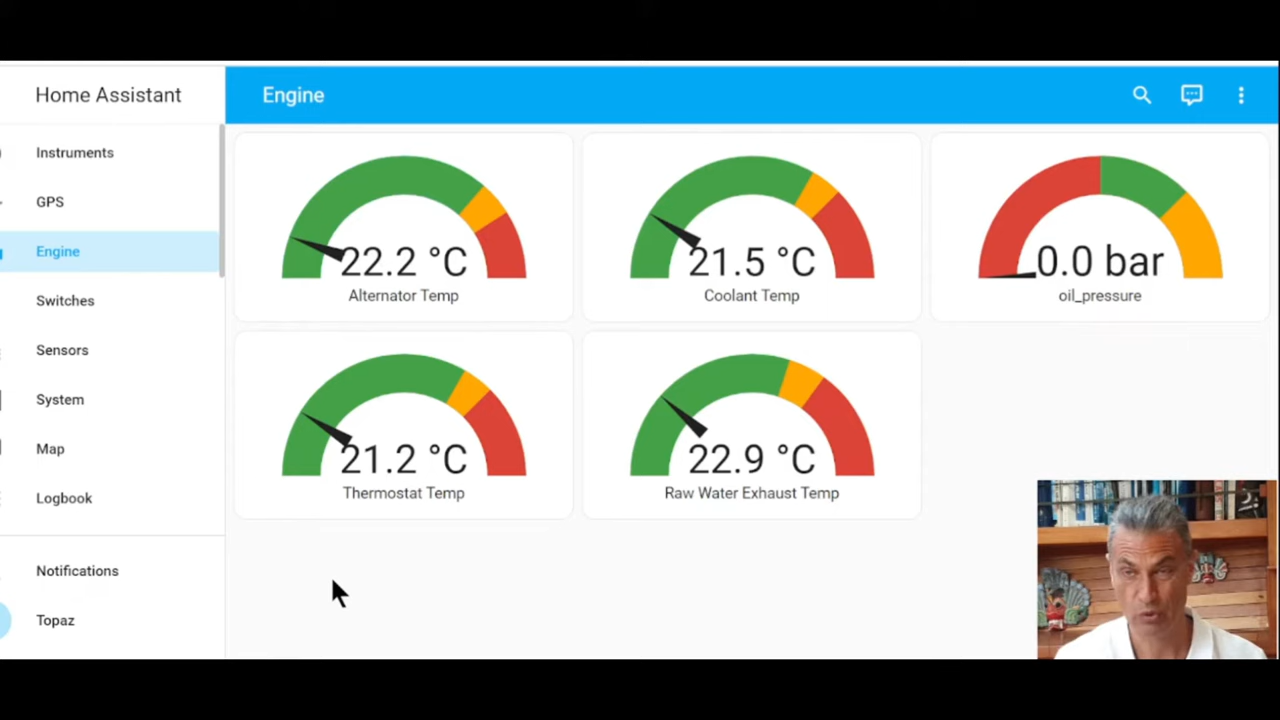 Home Assistant
Engine
Instruments
GPS
Engine
Switches
Sensors
System
Map
Logbook
Notifications
Topaz
22.2 °C
Alternator Temp
21.5 °C
Coolant Temp
0.0 bar
oil_pressure
21.2 °C
Thermostat Temp
22.9 °C
Raw Water Exhaust Temp